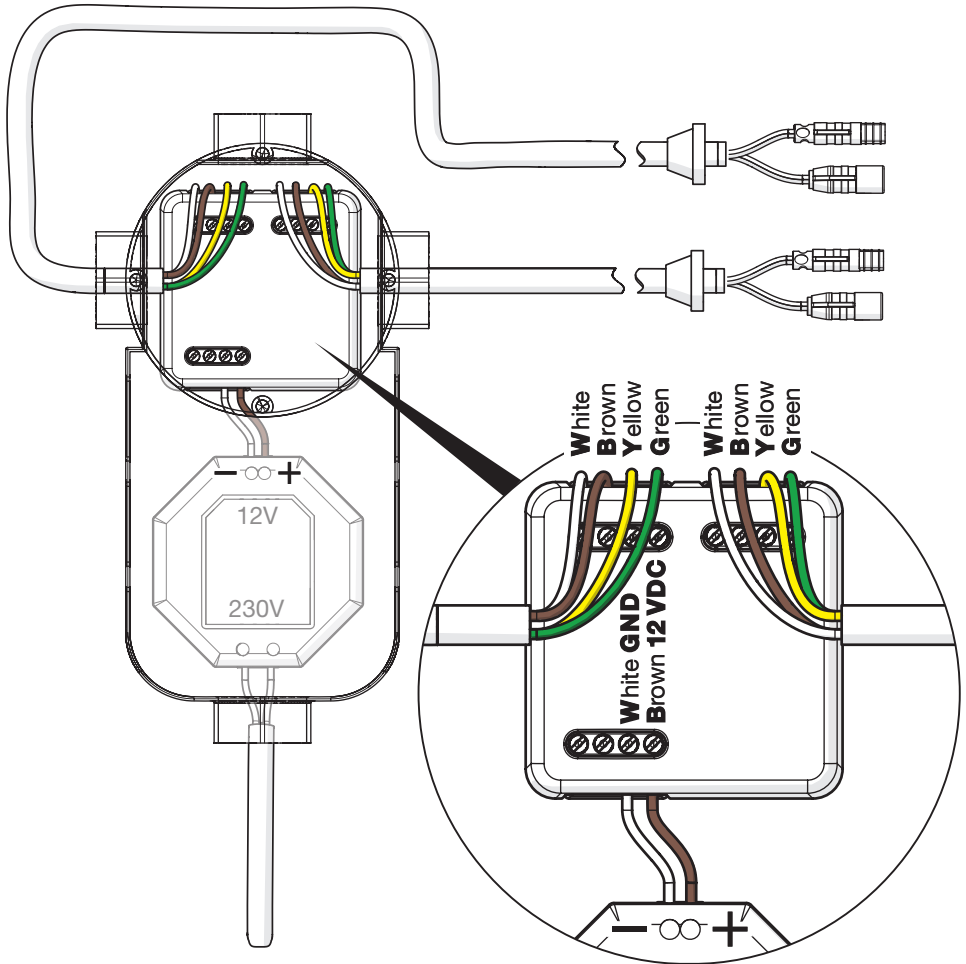 − +
12V
230V
White
Brown
Yellow
Green
White
Brown
Yellow
Green
White GND
Brown 12 VDC
− +